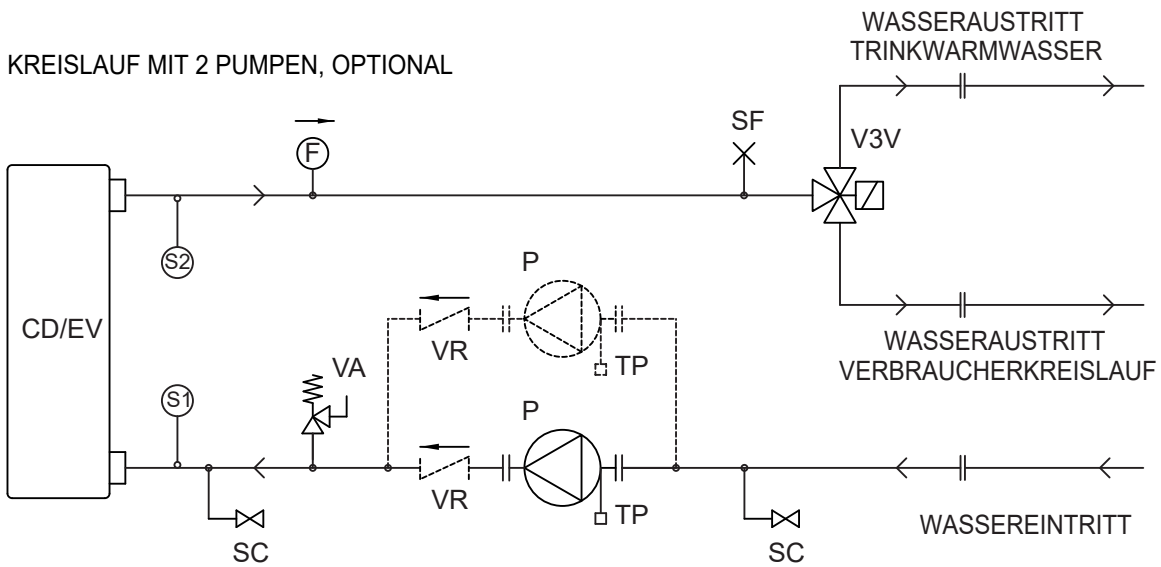 WASSERAUSTRITT
TRINKWARMWASSER
KREISLAUF MIT 2 PUMPEN, OPTIONAL
SF
V3V
F
S2
P
CD/EV
VR
TP
WASSERAUSTRITT
VERBRAUCHERKREISLAUF
VA
S1
P
VR
TP
WASSEREINTRITT
SC
SC